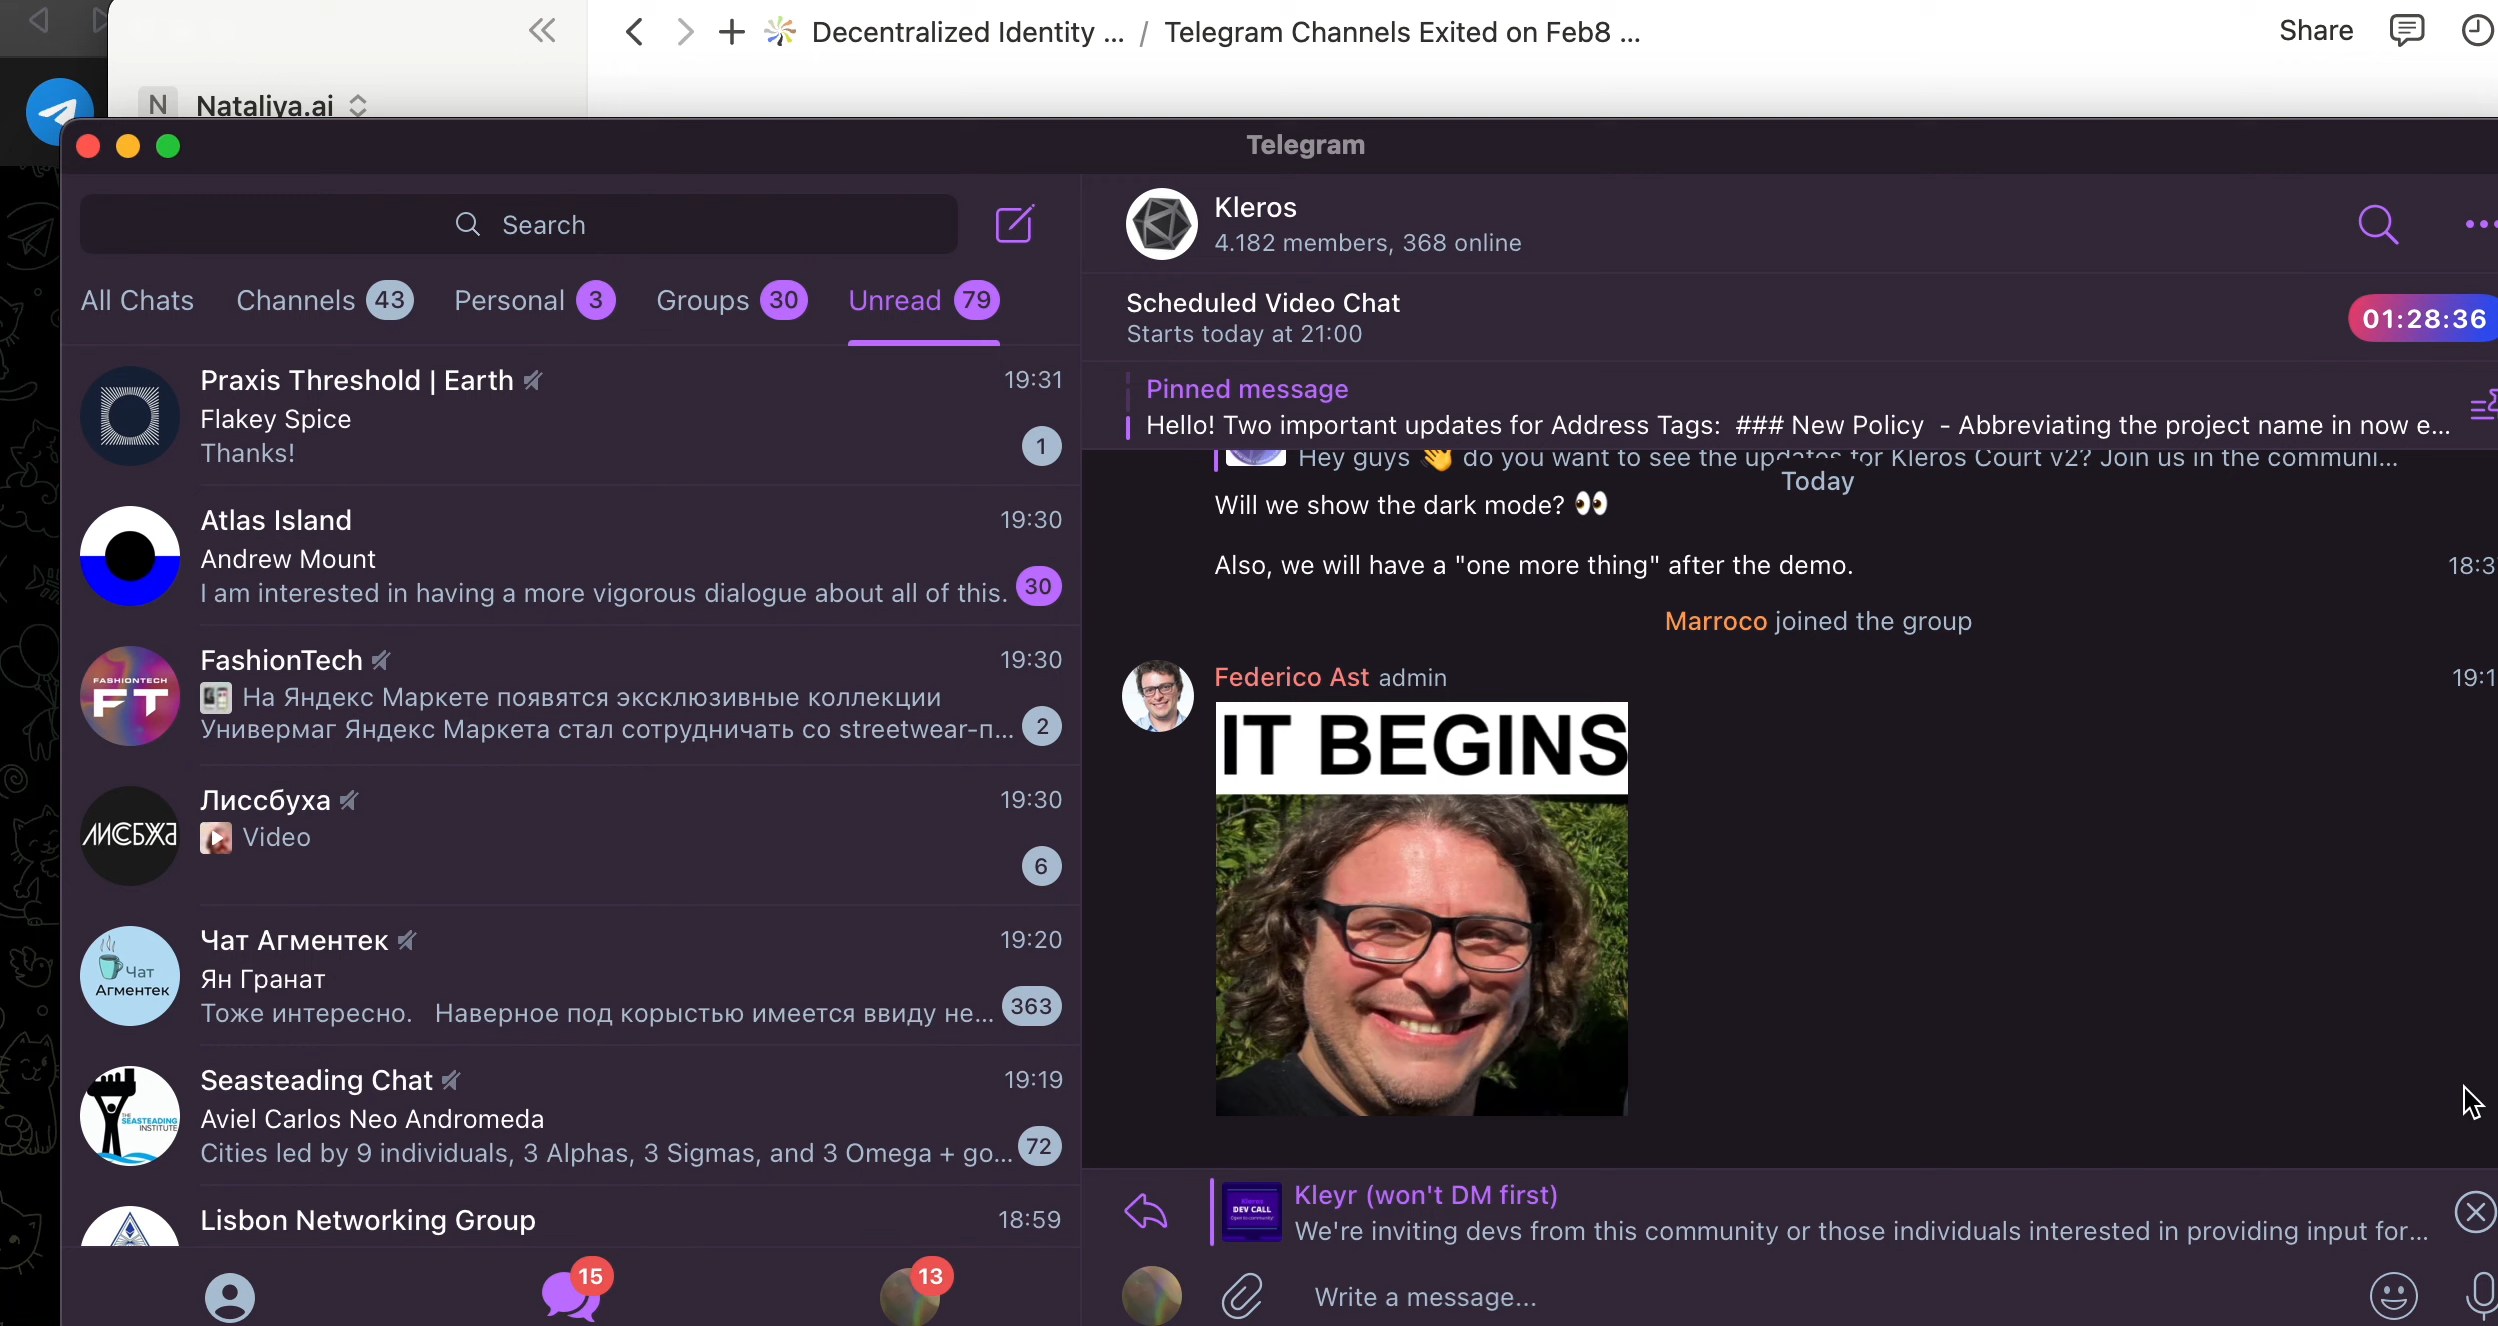 Decentralized Identity ... / Telegram Channels Exited on Feb8 ...
Share
N Nataliya.ai
Telegram
Search
All Chats
Channels 43
Personal 3
Groups 30
Unread 79
Praxis Threshold | Earth
19:31
Flakey Spice
Thanks!
1
Atlas Island
19:30
Andrew Mount
I am interested in having a more vigorous dialogue about all of this.
30
FASHIONTECH
FT
FashionTech
19:30
На Яндекс Маркете появятся эксклюзивные коллекции
Универмаг Яндекс Маркета стал сотрудничать со streetwear-п...
2
Лиссбуха
19:30
Video
6
Чат
Агментек
Чат Агментек
19:20
Ян Гранат
Тоже интересно. Наверное под корыстью имеется ввиду не...
363
THE
SEASTEADING
INSTITUTE
Seasteading Chat
19:19
Aviel Carlos Neo Andromeda
Cities led by 9 individuals, 3 Alphas, 3 Sigmas, and 3 Omega + go...
72
Lisbon Networking Group
18:59
15
13
Kleros
4.182 members, 368 online
Scheduled Video Chat
Starts today at 21:00
01:28:36
Pinned message
Hello! Two important updates for Address Tags: ### New Policy - Abbreviating the project name in now e...
Hey guys 👋 do you want to see the updates for Kleros Court v2? Join us in the communi...
Today
Will we show the dark mode? 👀
Also, we will have a "one more thing" after the demo.
18:3
Marroco joined the group
Federico Ast admin
19:1
IT BEGINS
Kleyr (won't DM first)
DEV CALL
We're inviting devs from this community or those individuals interested in providing input for...
Write a message...